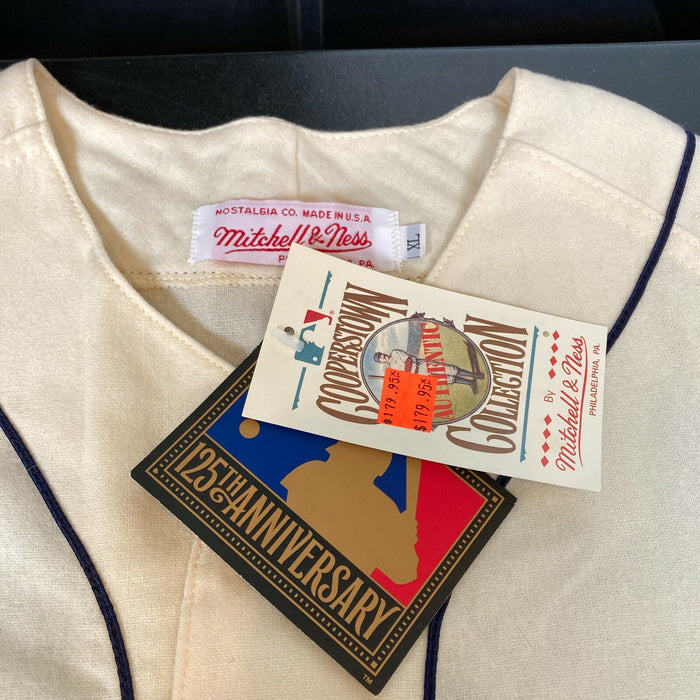 NOSTALGIA CO. MADE IN U.S.A.
Mitchell & Ness
PA.
XL
COOPERSTOWN
COLLECTION
AUTHENTIC
$179.95
$179.95
By
Mitchell & Ness
PHILADELPHIA, PA.
®
125TH ANNIVERSARY
TM